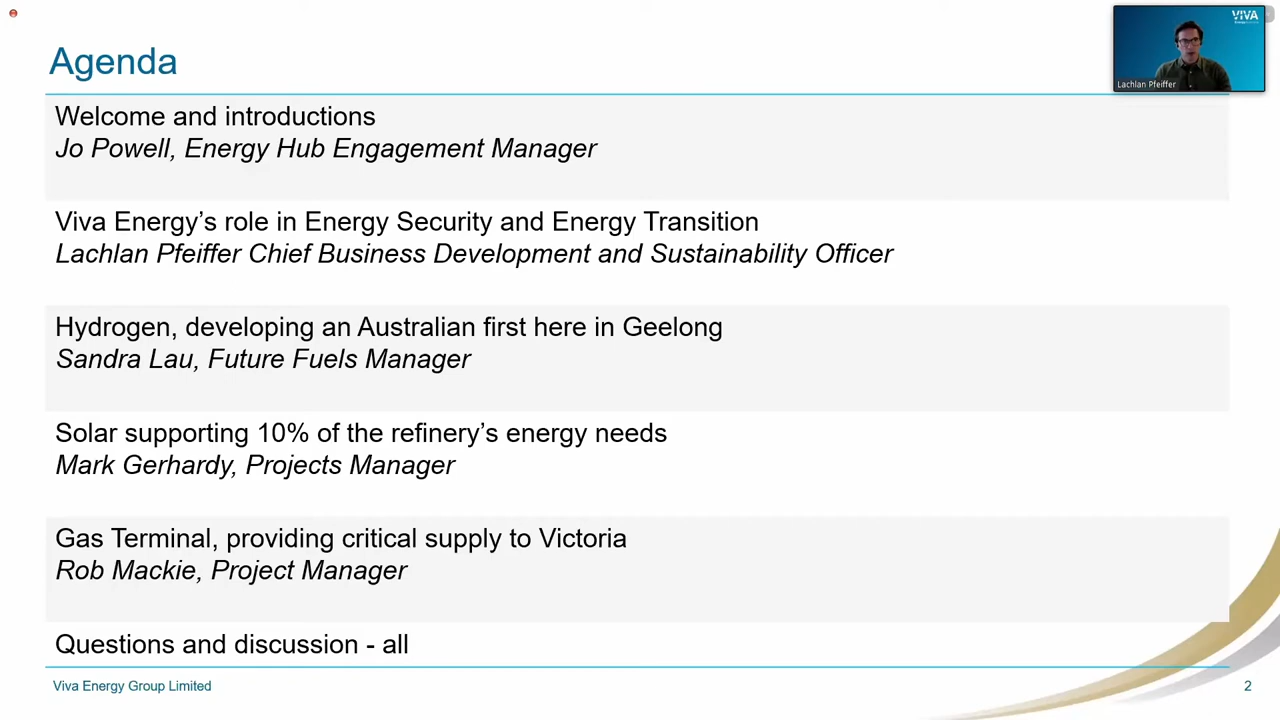 Agenda
VIVA
Energy
Lachlan Pfeiffer
Welcome and introductions
Jo Powell, Energy Hub Engagement Manager
Viva Energy’s role in Energy Security and Energy Transition
Lachlan Pfeiffer Chief Business Development and Sustainability Officer
Hydrogen, developing an Australian first here in Geelong
Sandra Lau, Future Fuels Manager
Solar supporting 10% of the refinery’s energy needs
Mark Gerhardy, Projects Manager
Gas Terminal, providing critical supply to Victoria
Rob Mackie, Project Manager
Questions and discussion - all
Viva Energy Group Limited
2